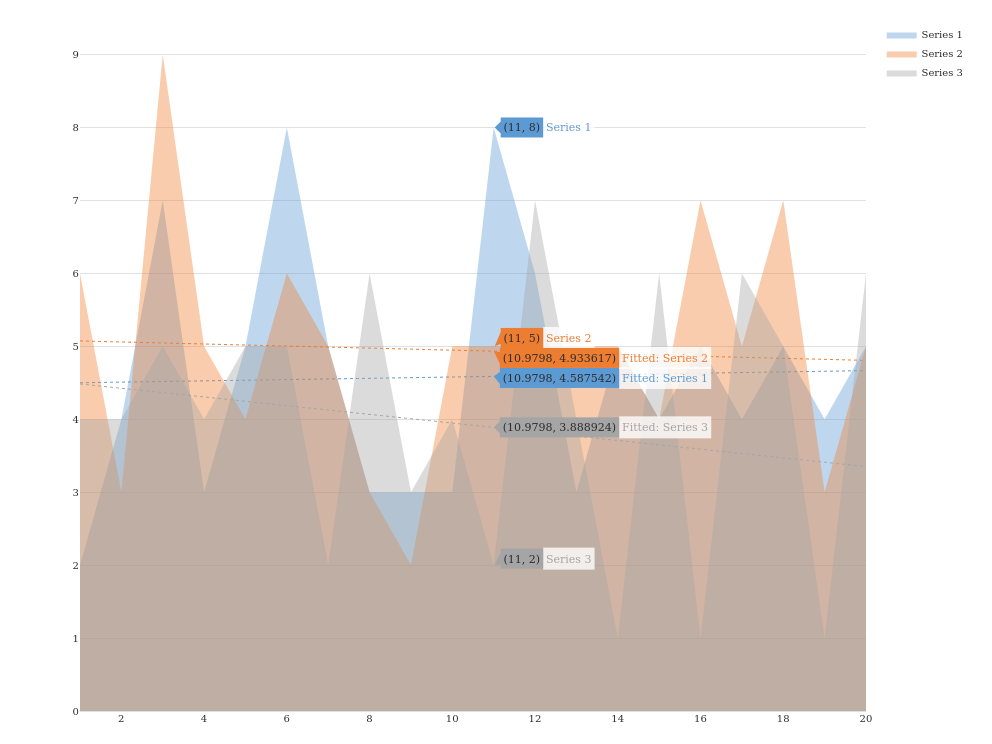 Series 1
Series 2
Series 3
9
8
7
6
5
4
3
2
1
0
(11, 8) Series 1
(11, 5) Series 2
(10.9798, 4.933617) Fitted: Series 2
(10.9798, 4.587542) Fitted: Series 1
(10.9798, 3.888924) Fitted: Series 3
(11, 2) Series 3
2 4 6 8 10 12 14 16 18 20